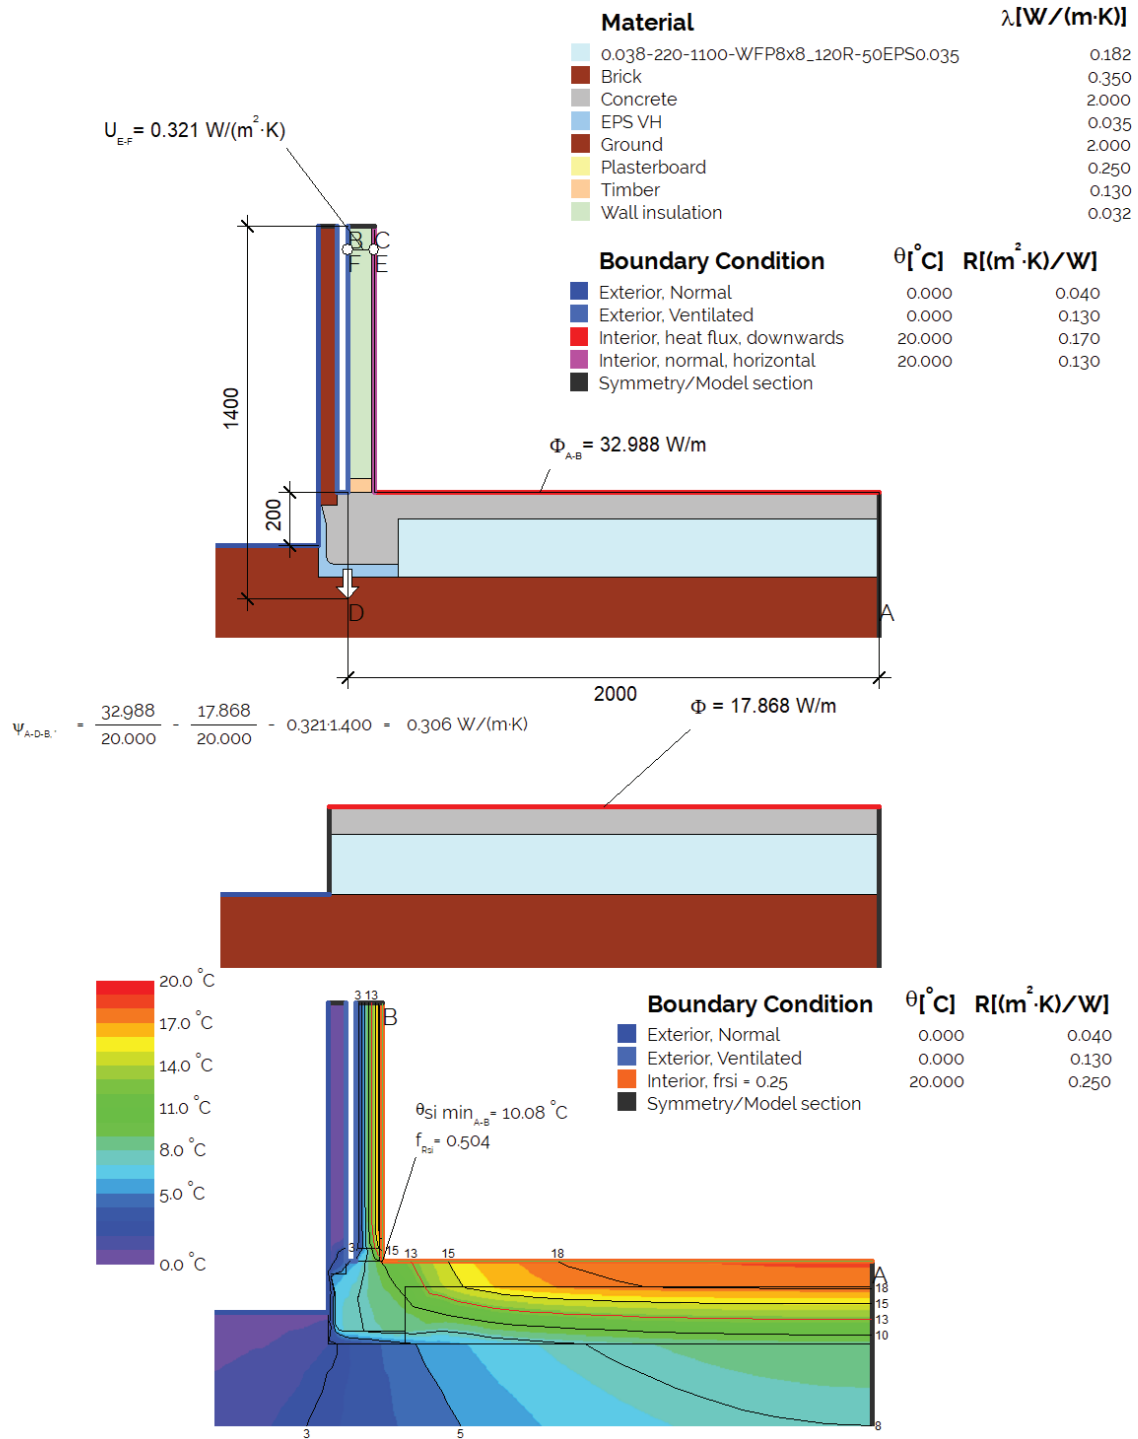 Material λ[W/(m·K)]
0.038-220-1100-WFP8x8_120R-50EPS0.035 0.182
Brick 0.350
Concrete 2.000
EPS VH 0.035
Ground 2.000
Plasterboard 0.250
Timber 0.130
Wall insulation 0.032
U_E-F = 0.321 W/(m²·K)
Boundary Condition θ[°C] R[(m²·K)/W]
Exterior, Normal 0.000 0.040
Exterior, Ventilated 0.000 0.130
Interior, heat flux, downwards 20.000 0.170
Interior, normal, horizontal 20.000 0.130
Symmetry/Model section
B C
F E
1400
Φ_A-B = 32.988 W/m
200
D A
2000
Φ = 17.868 W/m
ψ_A-D-B,* = 32.988/20.000 − 17.868/20.000 − 0.321·1.400 = 0.306 W/(m·K)
20.0 °C
17.0 °C
14.0 °C
11.0 °C
8.0 °C
5.0 °C
0.0 °C
3 13
B
Boundary Condition θ[°C] R[(m²·K)/W]
Exterior, Normal 0.000 0.040
Exterior, Ventilated 0.000 0.130
Interior, frsi = 0.25 20.000 0.250
Symmetry/Model section
θsi min_A-B = 10.08 °C
f_Rsi = 0.504
3 15 13 15 18
A
18
15
13
10
8
3 5